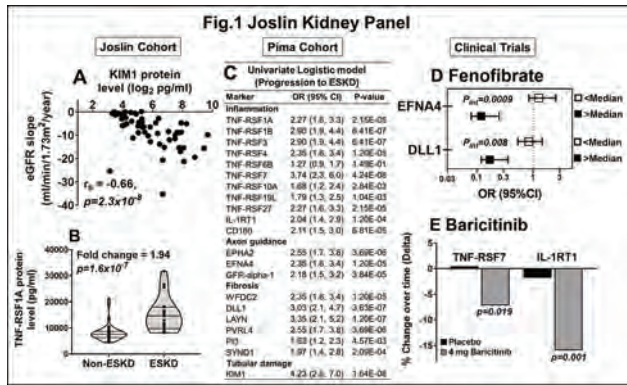 Fig.1 Joslin Kidney Panel
Joslin Cohort
Pima Cohort
Clinical Trials
A
KIM1 protein
level (log₂ pg/ml)
0 2 4 6 8 10
0
-10
-20
-30
-40
eGFR slope
(ml/min/1.73m²/year)
rₛ = -0.66,
p=2.3x10⁻⁸
B
Fold change = 1.94
p=1.6x10⁻⁷
TNF-RSF1A protein
level (pg/ml)
40000
30000
20000
10000
0
Non-ESKD ESKD
C
Univariate Logistic model
(Progression to ESKD)
Marker OR (95% CI) P-value
Inflammation
TNF-RSF1A 2.27 (1.6, 3.3) 2.15E-05
TNF-RSF1B 2.90 (1.9, 4.4) 6.41E-07
TNF-RSF3 2.90 (1.9, 4.4) 6.41E-07
TNF-RSF4 2.35 (1.6, 3.4) 1.20E-05
TNF-RSF6B 1.27 (0.9, 1.7) 1.49E-01
TNF-RSF7 3.74 (2.3, 6.0) 4.24E-08
TNF-RSF10A 1.68 (1.2, 2.4) 2.84E-03
TNF-RSF19L 1.79 (1.3, 2.5) 1.04E-03
TNF-RSF27 2.27 (1.6, 3.3) 2.15E-05
IL-1RT1 2.04 (1.4, 2.9) 1.20E-04
CD160 2.11 (1.5, 3.0) 6.81E-05
Axon guidance
EPHA2 2.55 (1.7, 3.8) 3.69E-06
EFNA4 2.35 (1.6, 3.4) 1.20E-05
GFR-alpha-1 2.18 (1.5, 3.2) 3.84E-05
Fibrosis
WFDC2 2.35 (1.6, 3.4) 1.20E-05
DLL1 3.03 (2.1, 4.7) 3.63E-07
LAYN 3.35 (2.1, 5.2) 1.20E-07
PVRL4 2.55 (1.7, 3.8) 3.69E-06
PI3 1.63 (1.2, 2.3) 4.57E-03
SYND1 1.97 (1.4, 2.8) 2.09E-04
Tubular damage
KIM1 4.23 (2.6, 7.0) 1.64E-08
D Fenofibrate
EFNA4
Pint=0.0009
<Median
>Median
DLL1
Pint=0.008
<Median
>Median
0.1 1 3
OR (95%CI)
E Baricitinib
TNF-RSF7 IL-1RT1
% Change over time (Delta)
0
-5
-10
-15
p=0.019
p=0.001
Placebo
4 mg Baricitinib